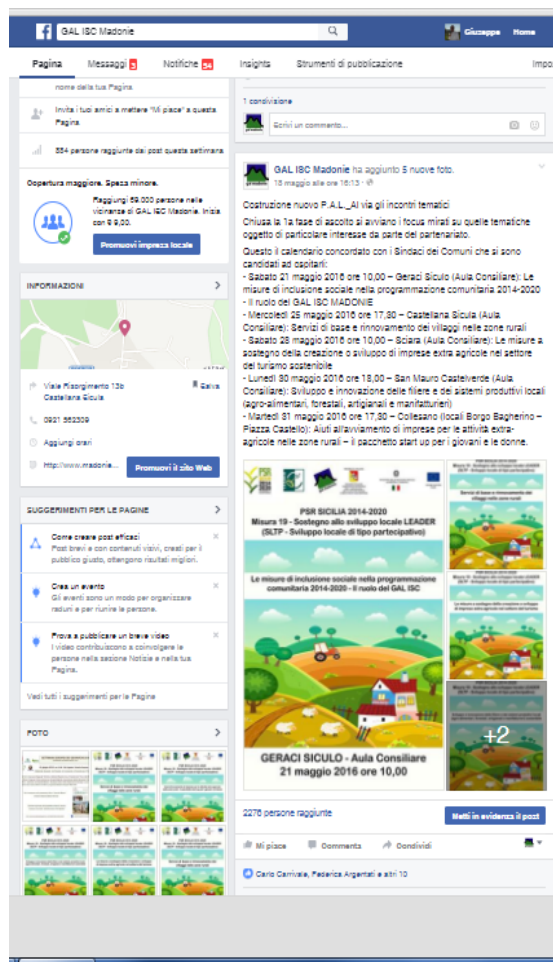 GAL ISC Madonie
Giuseppe Home
Pagina Messaggi 3 Notifiche 54 Insights Strumenti di pubblicazione Impo
nome della tua Pagina
Invita i tuoi amici a mettere "Mi piace" a questa
Pagina
384 persone raggiunte dai post questa settimana
Copertura maggiore. Spesa minore.
Raggiungi 59.000 persone nelle
vicinanze di GAL ISC Madonie. Inizia
con € 9,00.
Promuovi impresa locale
INFORMAZIONI
Viale Risorgimento 13b
Castellana Sicula
Salva
0921 562309
Aggiungi orari
http://www.madonie...
Promuovi il sito Web
SUGGERIMENTI PER LE PAGINE
Come creare post efficaci
Post brevi e con contenuti visivi, creati per il
pubblico giusto, ottengono risultati migliori.
Crea un evento
Gli eventi sono un modo per organizzare
raduni e per riunire le persone.
Prova a pubblicare un breve video
I video contribuiscono a coinvolgere le
persone nella sezione Notizie e nella tua
Pagina.
Vedi tutti i suggerimenti per le Pagine
FOTO
1 condivisione
Scrivi un commento...
GAL ISC Madonie ha aggiunto 5 nuove foto.
18 maggio alle ore 16:13
Costruzione nuovo P.A.L._Al via gli incontri tematici
Chiusa la 1a fase di ascolto si avviano i focus mirati su quelle tematiche
oggetto di particolare interesse da parte del partenariato.
Questo il calendario concordato con i Sindaci dei Comuni che si sono
candidati ad ospitarli:
- Sabato 21 maggio 2016 ore 10,00 – Geraci Siculo (Aula Consiliare): Le
misure di inclusione sociale nella programmazione comunitaria 2014-2020
- Il ruolo del GAL ISC MADONIE
- Mercoledì 25 maggio 2016 ore 17,30 – Castellana Sicula (Aula
Consiliare): Servizi di base e rinnovamento dei villaggi nelle zone rurali
- Sabato 28 maggio 2016 ore 10,00 – Sciara (Aula Consiliare): Le misure a
sostegno della creazione o sviluppo di imprese extra agricole nel settore
del turismo sostenibile
- Lunedì 30 maggio 2016 ore 18,00 – San Mauro Castelverde (Aula
Consiliare): Sviluppo e innovazione delle filiere e dei sistemi produttivi locali
(agro-alimentari, forestali, artigianali e manifatturieri)
- Martedì 31 maggio 2016 ore 17,30 – Collesano (locali Borgo Bagherino –
Piazza Castello): Aiuti all'avviamento di imprese per le attività extra-
agricole nelle zone rurali – il pacchetto start up per i giovani e le donne.
PSR SICILIA 2014-2020
Misura 19 - Sostegno allo sviluppo locale LEADER
(SLTP - Sviluppo locale di tipo partecipativo)
Le misure di inclusione sociale nella programmazione
comunitaria 2014-2020 - Il ruolo del GAL ISC
GERACI SICULO - Aula Consiliare
21 maggio 2016 ore 10,00
Servizi di base e rinnovamento dei
villaggi nelle zone rurali
+2
2276 persone raggiunte
Metti in evidenza il post
Mi piace Commenta Condividi
Carlo Carrivale, Federica Argentati e altri 10